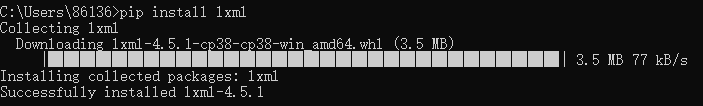 C:\Users\86136>pip install lxml
Collecting lxml
Downloading lxml-4.5.1-cp38-cp38-win_amd64.whl (3.5 MB)
|████████████████████████████████| 3.5 MB 77 kB/s
Installing collected packages: lxml
Successfully installed lxml-4.5.1